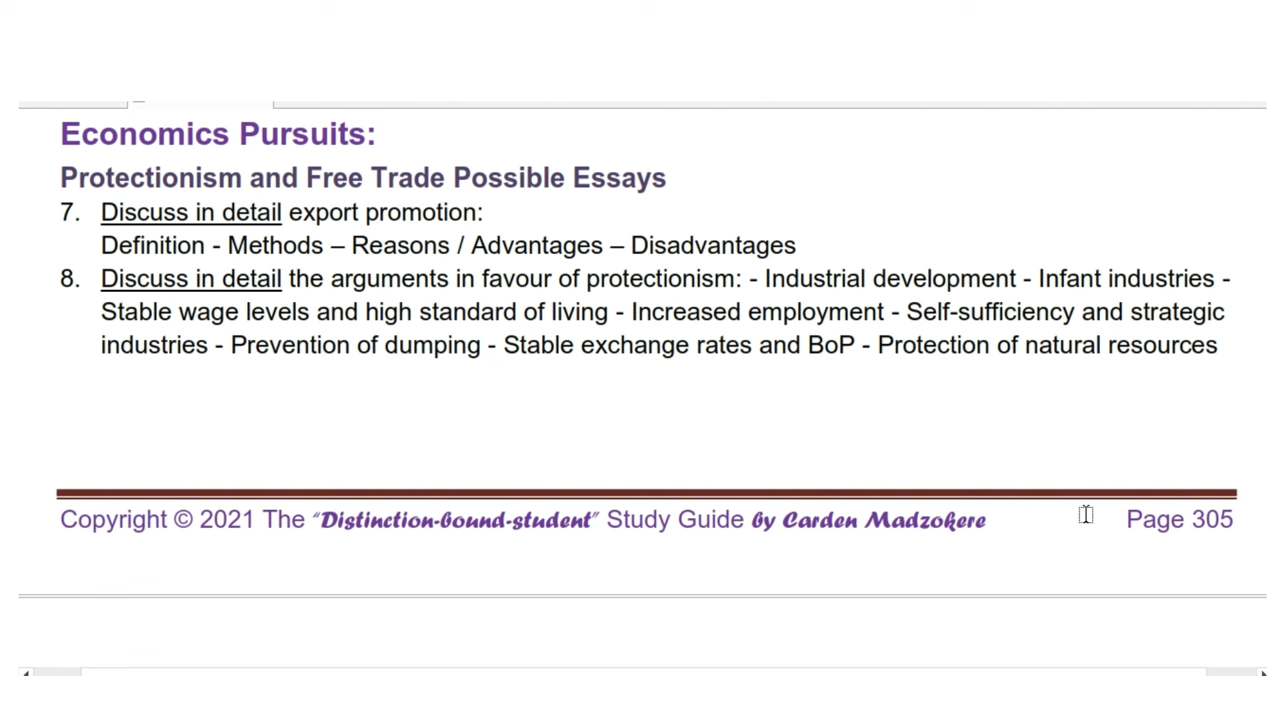 Economics Pursuits:
Protectionism and Free Trade Possible Essays
7. Discuss in detail export promotion:
Definition - Methods – Reasons / Advantages – Disadvantages
8. Discuss in detail the arguments in favour of protectionism: - Industrial development - Infant industries -
Stable wage levels and high standard of living - Increased employment - Self-sufficiency and strategic
industries - Prevention of dumping - Stable exchange rates and BoP - Protection of natural resources
Copyright © 2021 The “Distinction-bound-student” Study Guide by Carden Madzokere Page 305